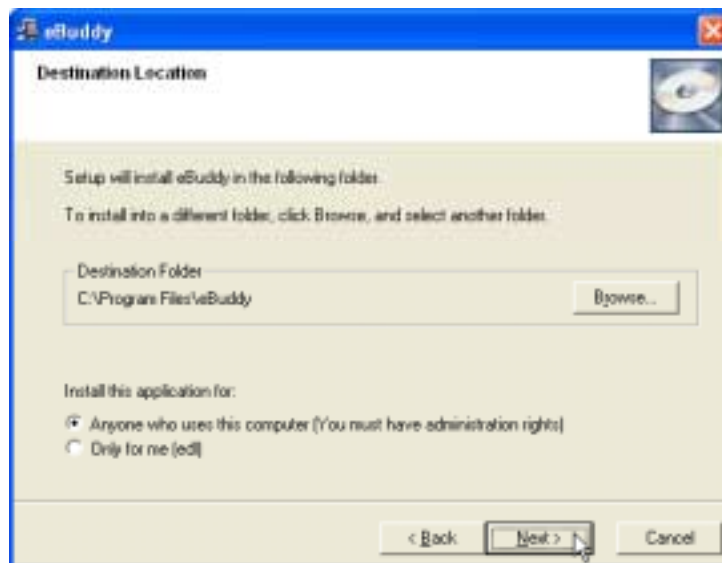 eBuddy
Destination Location
Setup will install eBuddy in the following folder.
To install into a different folder, click Browse, and select another folder.
Destination Folder
C:\Program Files\eBuddy
Browse...
Install this application for:
Anyone who uses this computer (You must have administration rights)
Only for me (edl)
< Back
Next >
Cancel